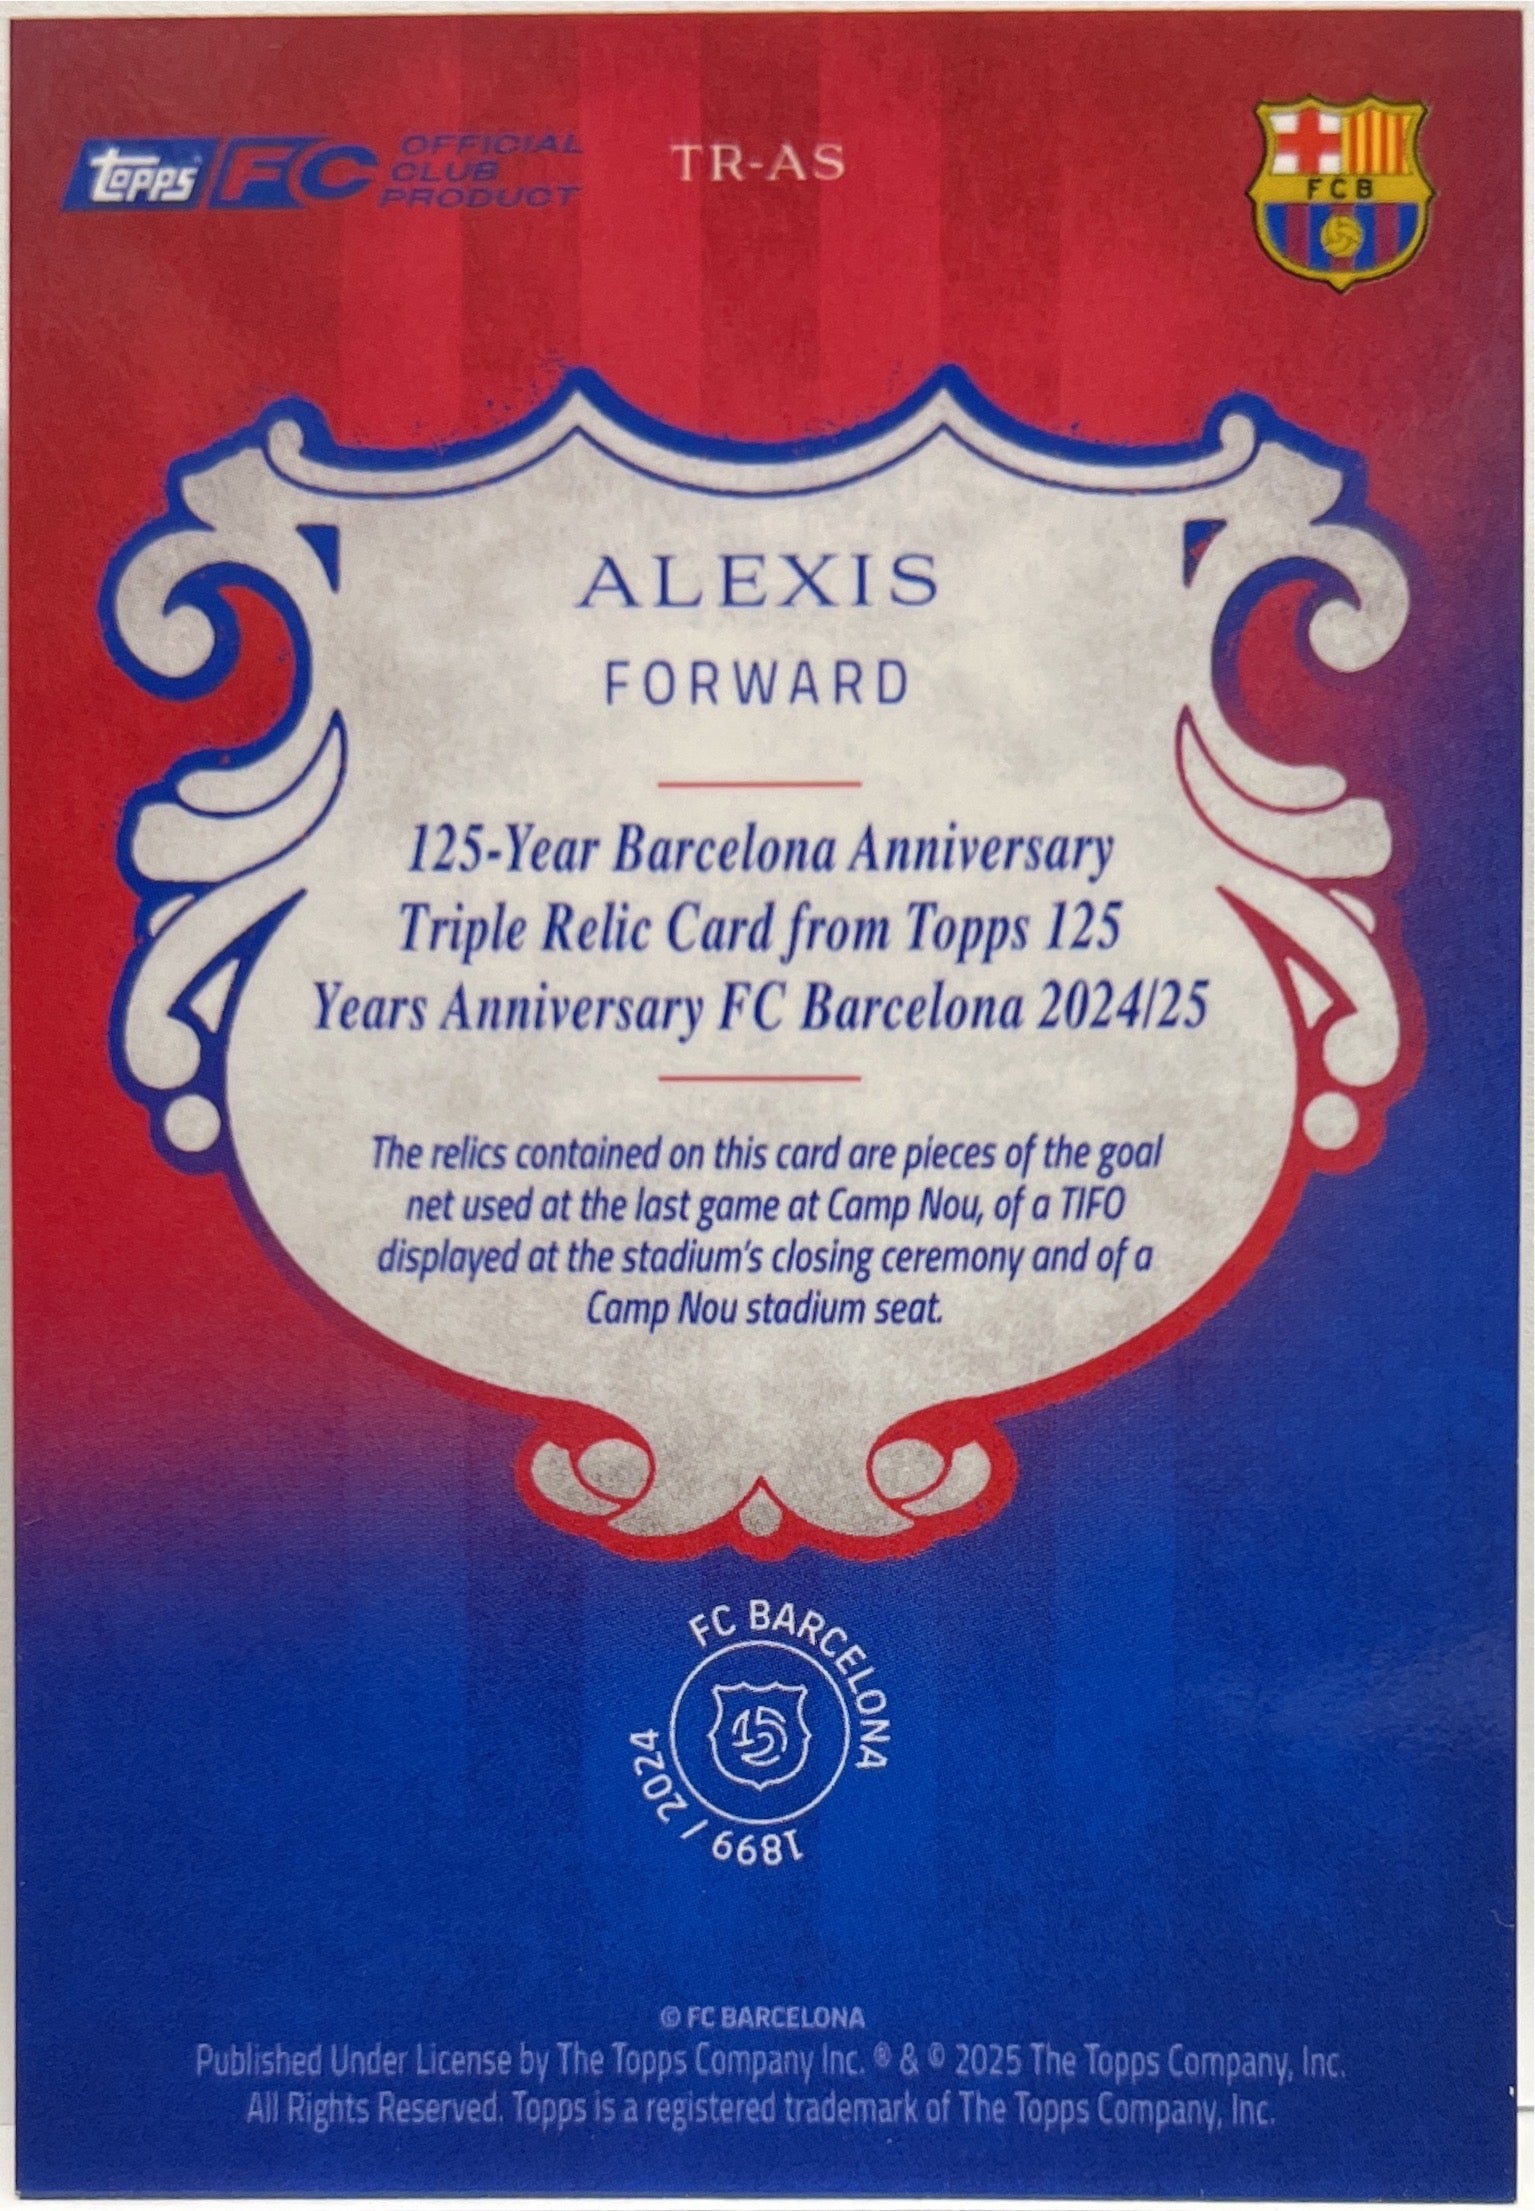 Topps FC OFFICIAL
CLUB
PRODUCT
TR-AS
FCB
ALEXIS
FORWARD
125-Year Barcelona Anniversary
Triple Relic Card from Topps 125
Years Anniversary FC Barcelona 2024/25
The relics contained on this card are pieces of the goal
net used at the last game at Camp Nou, of a TIFO
displayed at the stadium's closing ceremony and of a
Camp Nou stadium seat.
FC BARCELONA
1899 / 2024
© FC BARCELONA
Published Under License by The Topps Company Inc. ® & © 2025 The Topps Company, Inc.
All Rights Reserved. Topps is a registered trademark of The Topps Company, Inc.